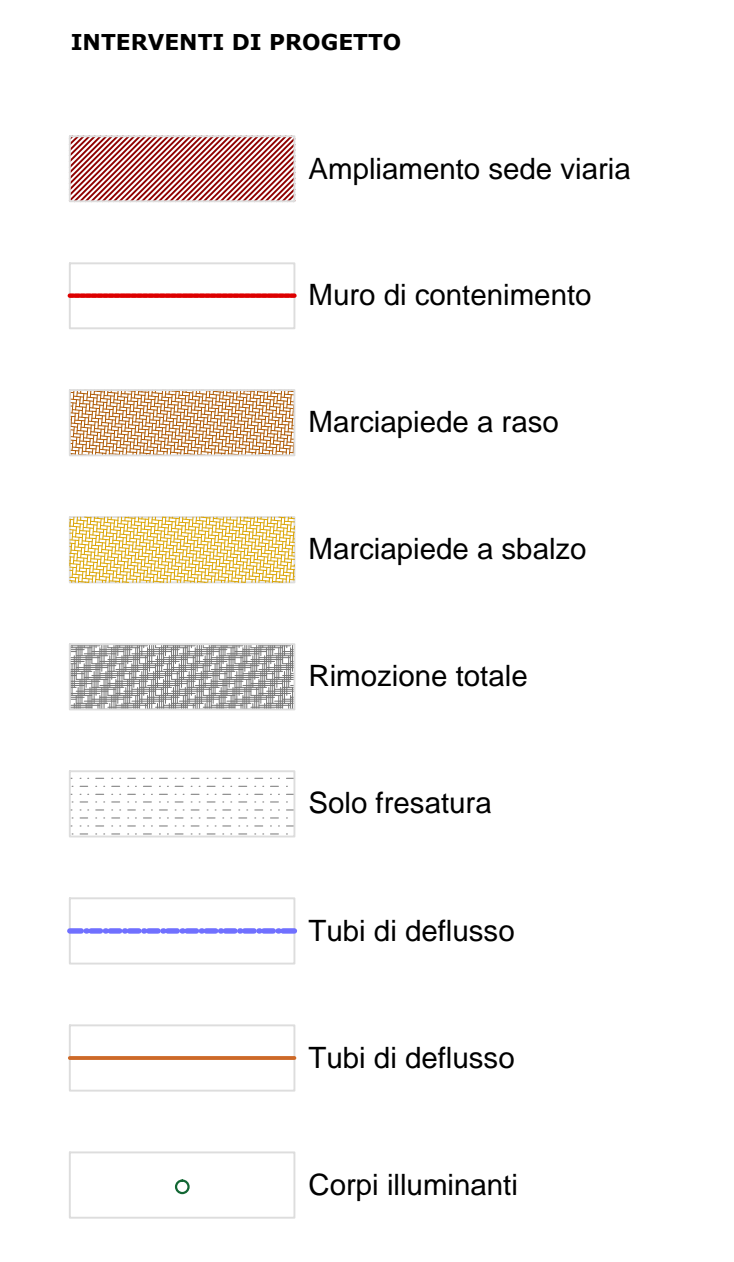 INTERVENTI DI PROGETTO
Ampliamento sede viaria
Muro di contenimento
Marciapiede a raso
Marciapiede a sbalzo
Rimozione totale
Solo fresatura
Tubi di deflusso
Tubi di deflusso
Corpi illuminanti